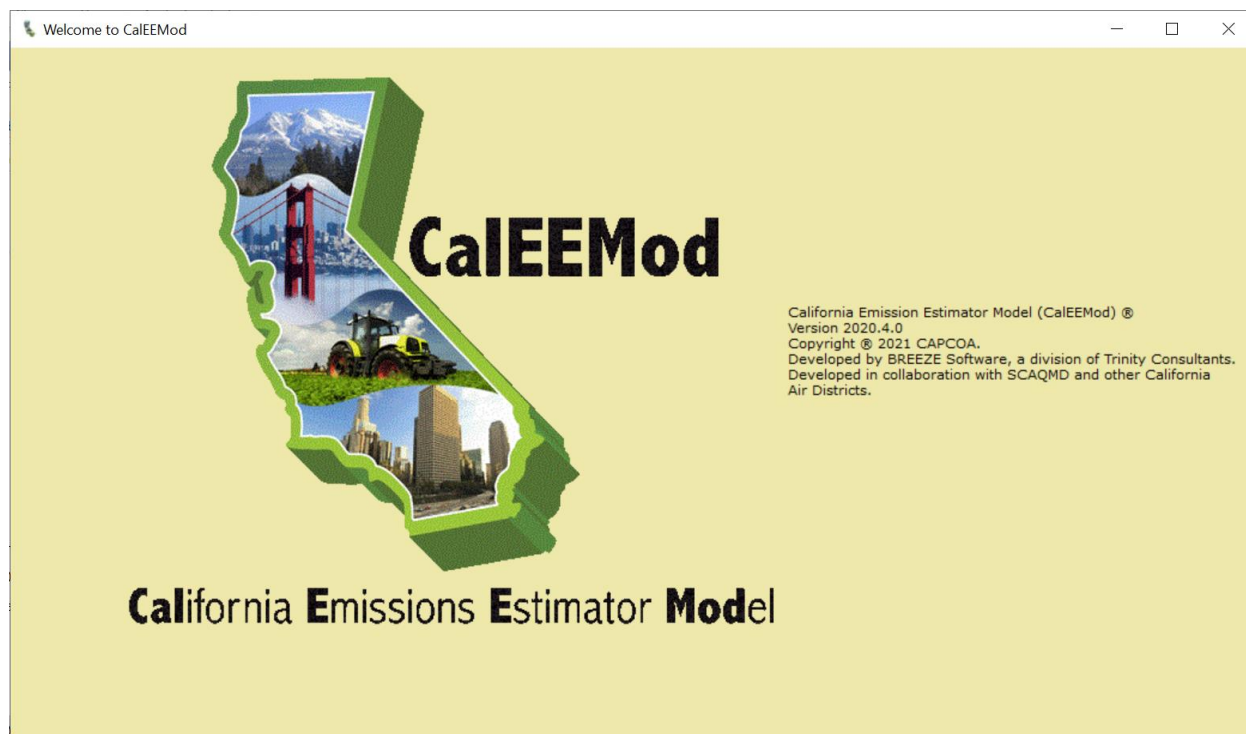 Welcome to CalEEMod
CalEEMod
California Emission Estimator Model (CalEEMod) ®
Version 2020.4.0
Copyright ® 2021 CAPCOA.
Developed by BREEZE Software, a division of Trinity Consultants.
Developed in collaboration with SCAQMD and other California
Air Districts.
California Emissions Estimator Model